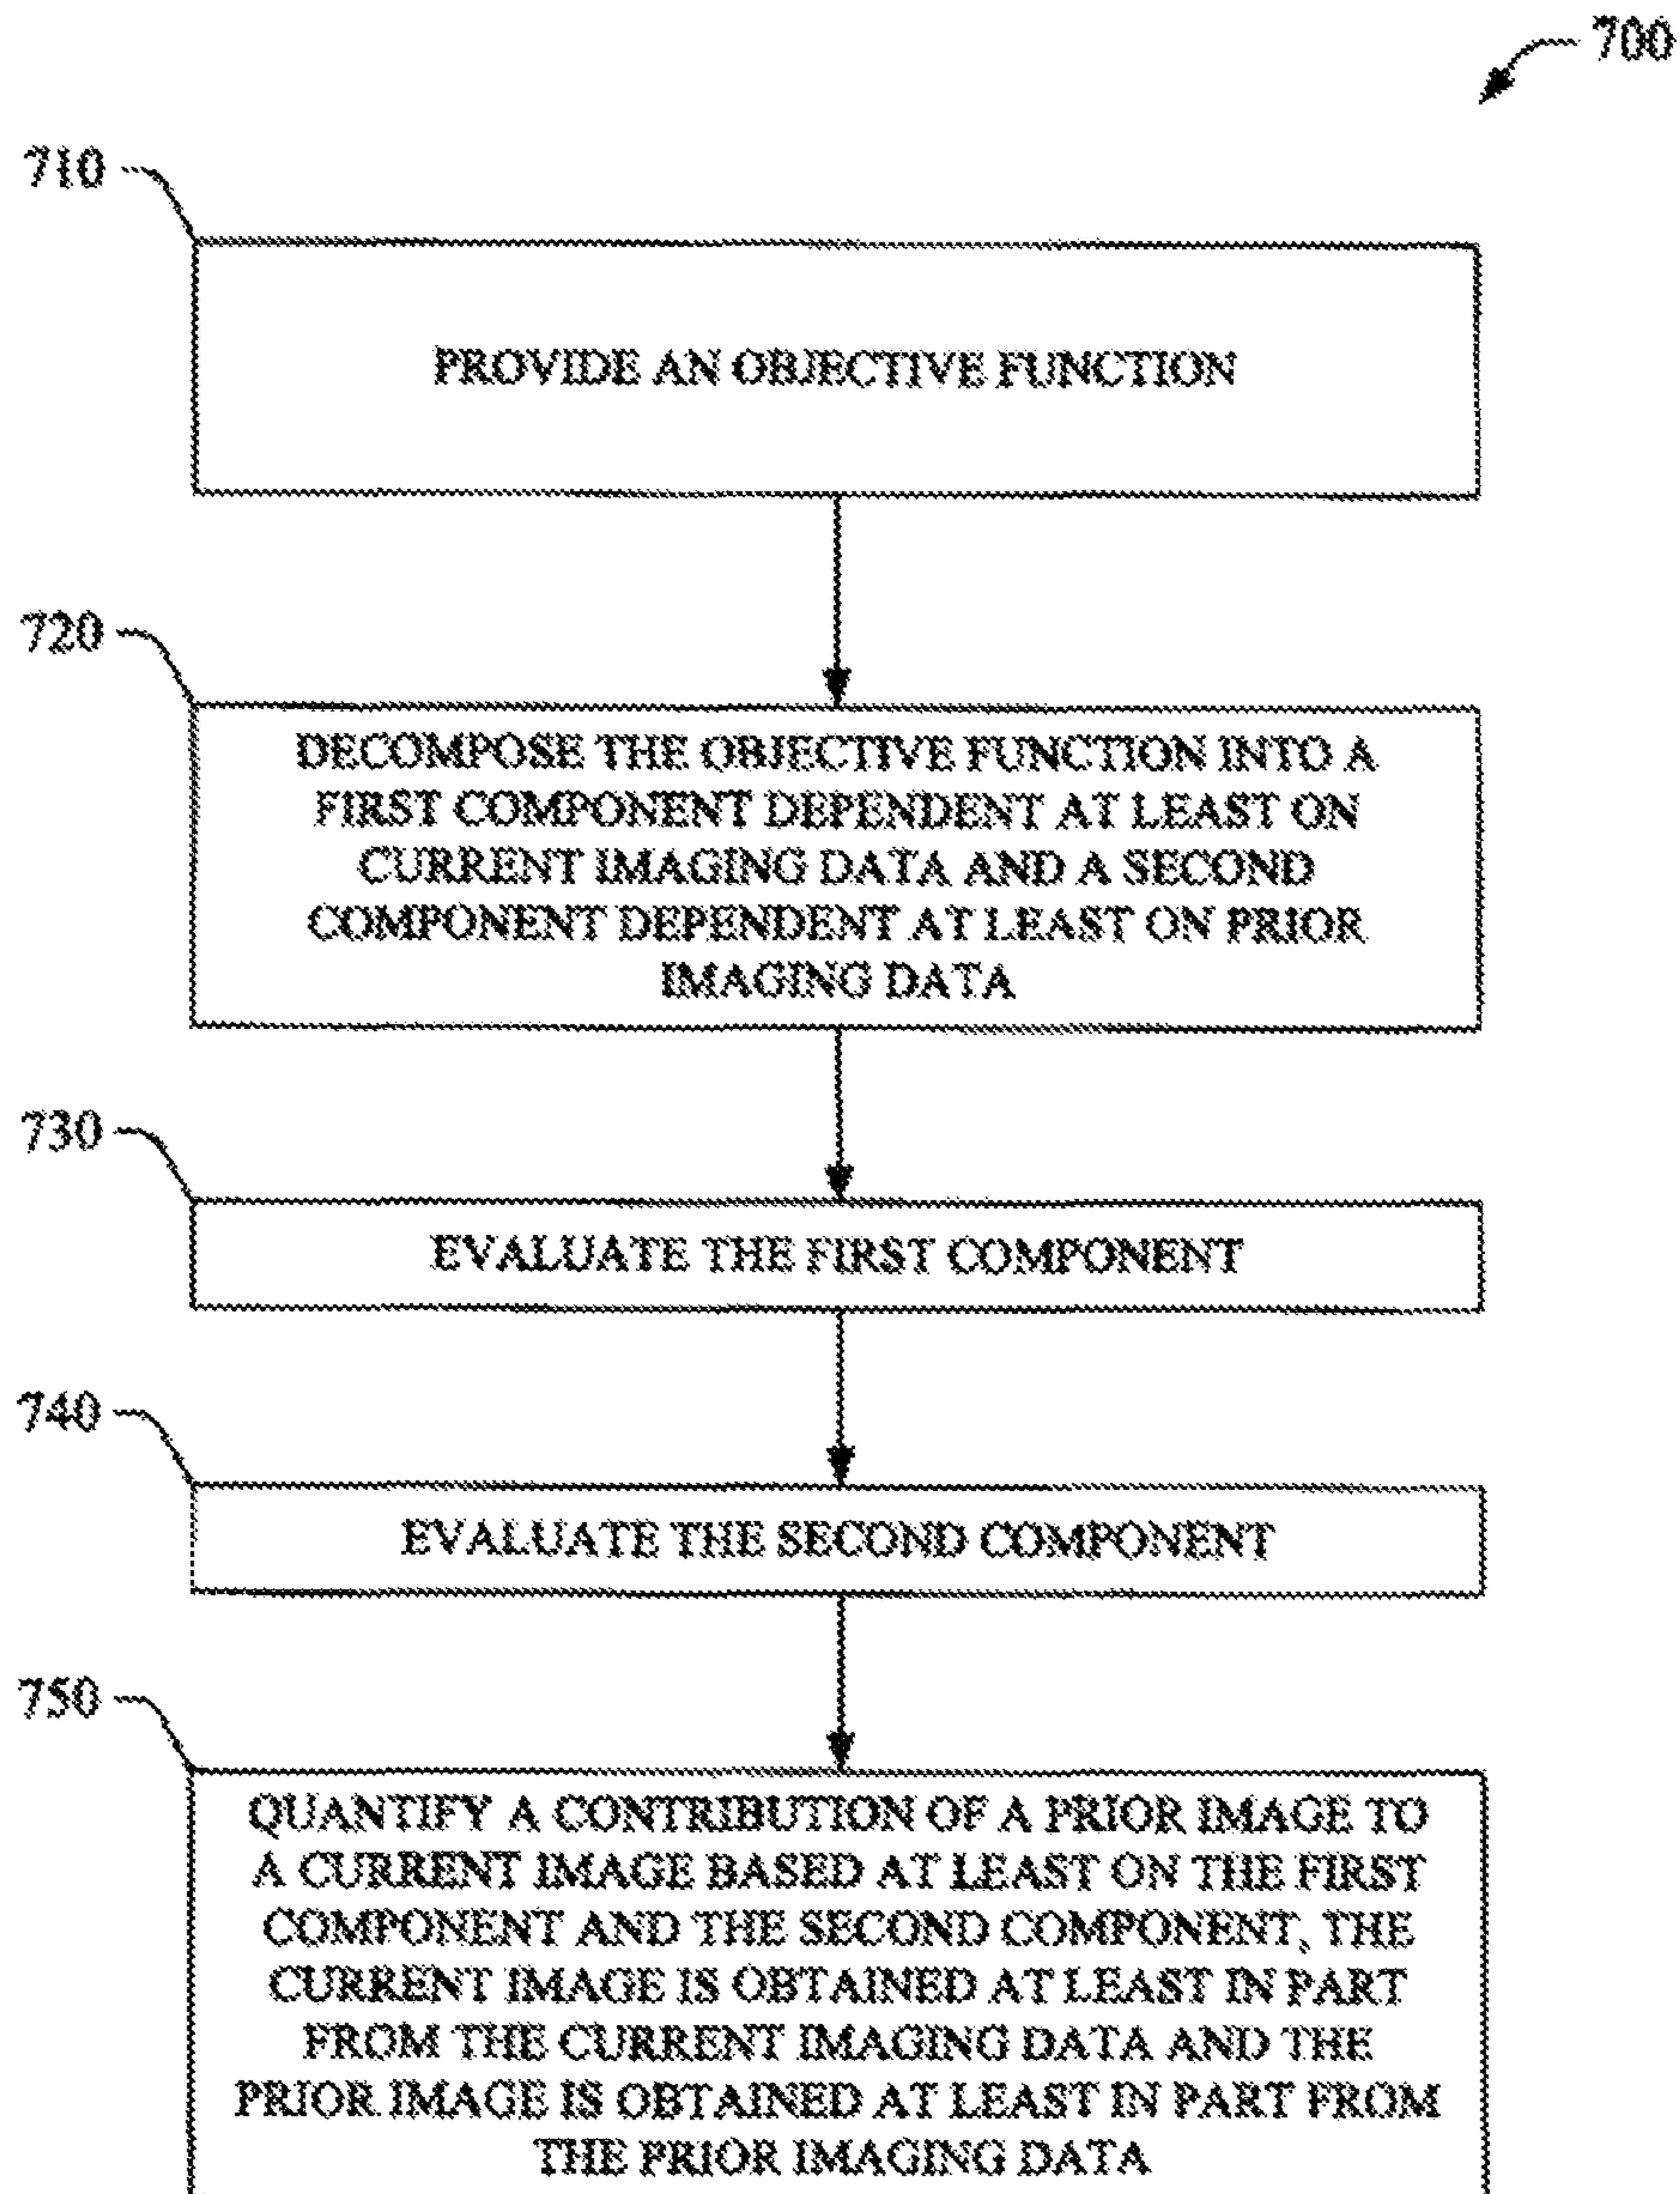 700
710
PROVIDE AN OBJECTIVE FUNCTION
720
DECOMPOSE THE OBJECTIVE FUNCTION INTO A
FIRST COMPONENT DEPENDENT AT LEAST ON
CURRENT IMAGING DATA AND A SECOND
COMPONENT DEPENDENT AT LEAST ON PRIOR
IMAGING DATA
730
EVALUATE THE FIRST COMPONENT
740
EVALUATE THE SECOND COMPONENT
750
QUANTIFY A CONTRIBUTION OF A PRIOR IMAGE TO
A CURRENT IMAGE BASED AT LEAST ON THE FIRST
COMPONENT AND THE SECOND COMPONENT, THE
CURRENT IMAGE IS OBTAINED AT LEAST IN PART
FROM THE CURRENT IMAGING DATA AND THE
PRIOR IMAGE IS OBTAINED AT LEAST IN PART FROM
THE PRIOR IMAGING DATA